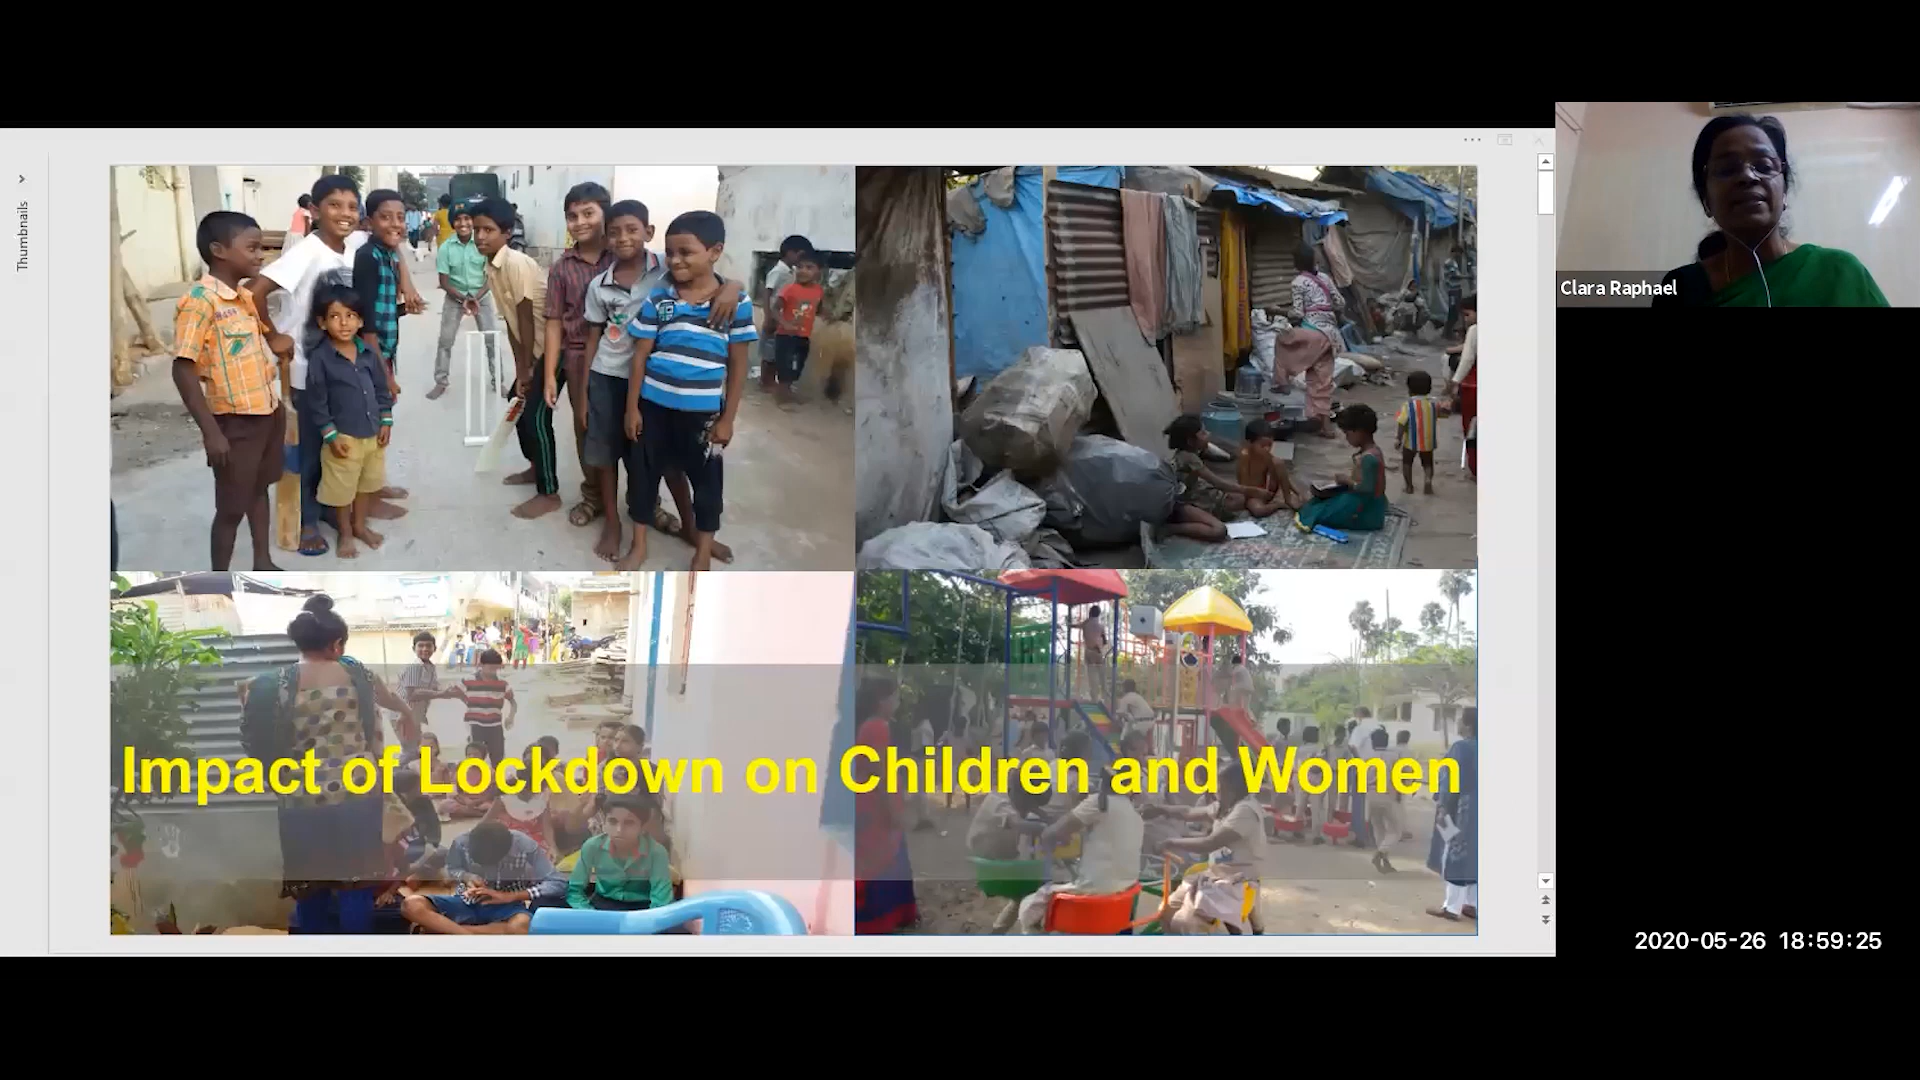 Thumbnails
Impact of Lockdown on Children and Women
Clara Raphael
2020-05-26 18:59:25